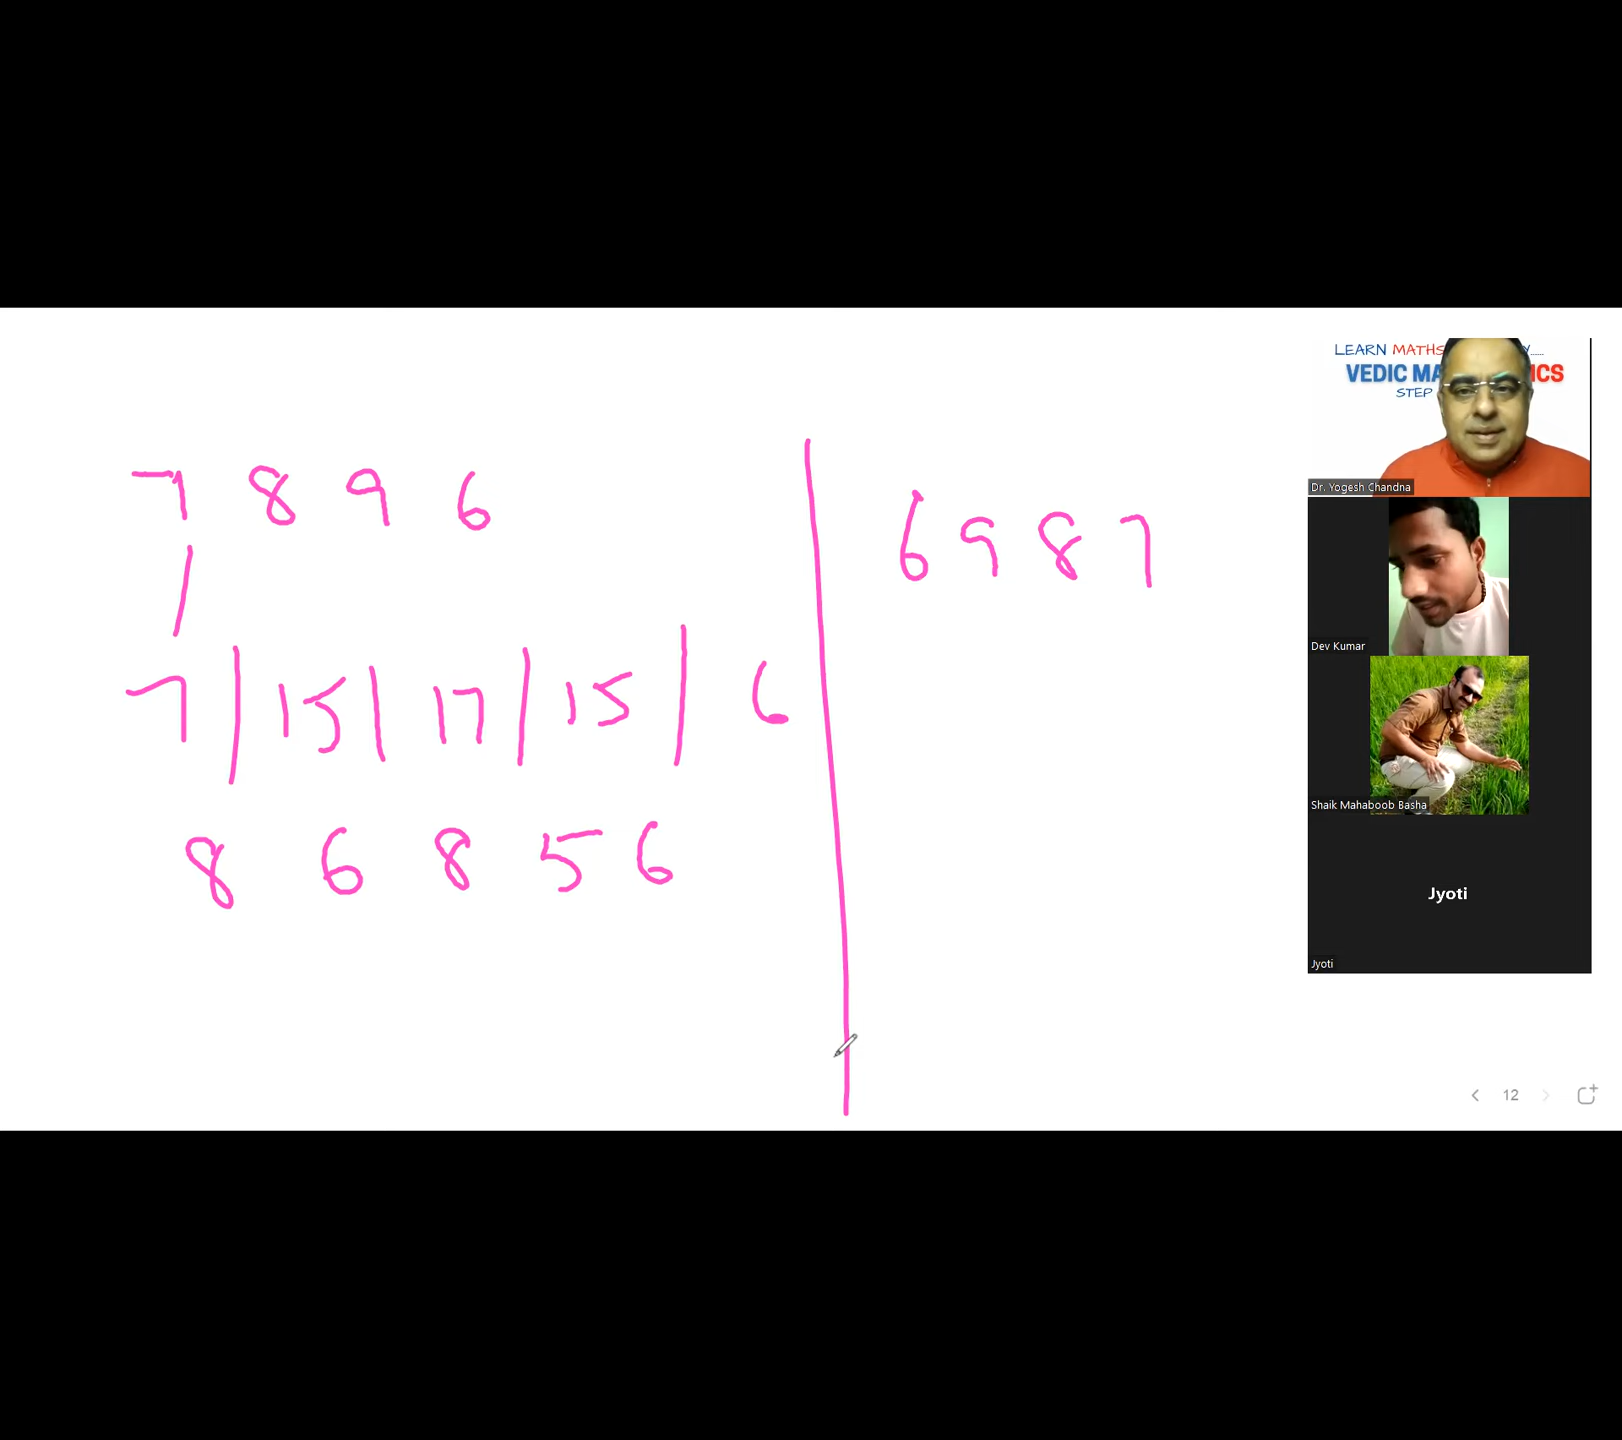 7 8 9 6
7 | 15 | 17 | 15 | 6
8 6 8 5 6
6 9 8 7
LEARN MATHS Y.....
VEDIC MA ICS
STEP
Dr. Yogesh Chandna
Dev Kumar
Shaik Mahaboob Basha
Jyoti
Jyoti
12